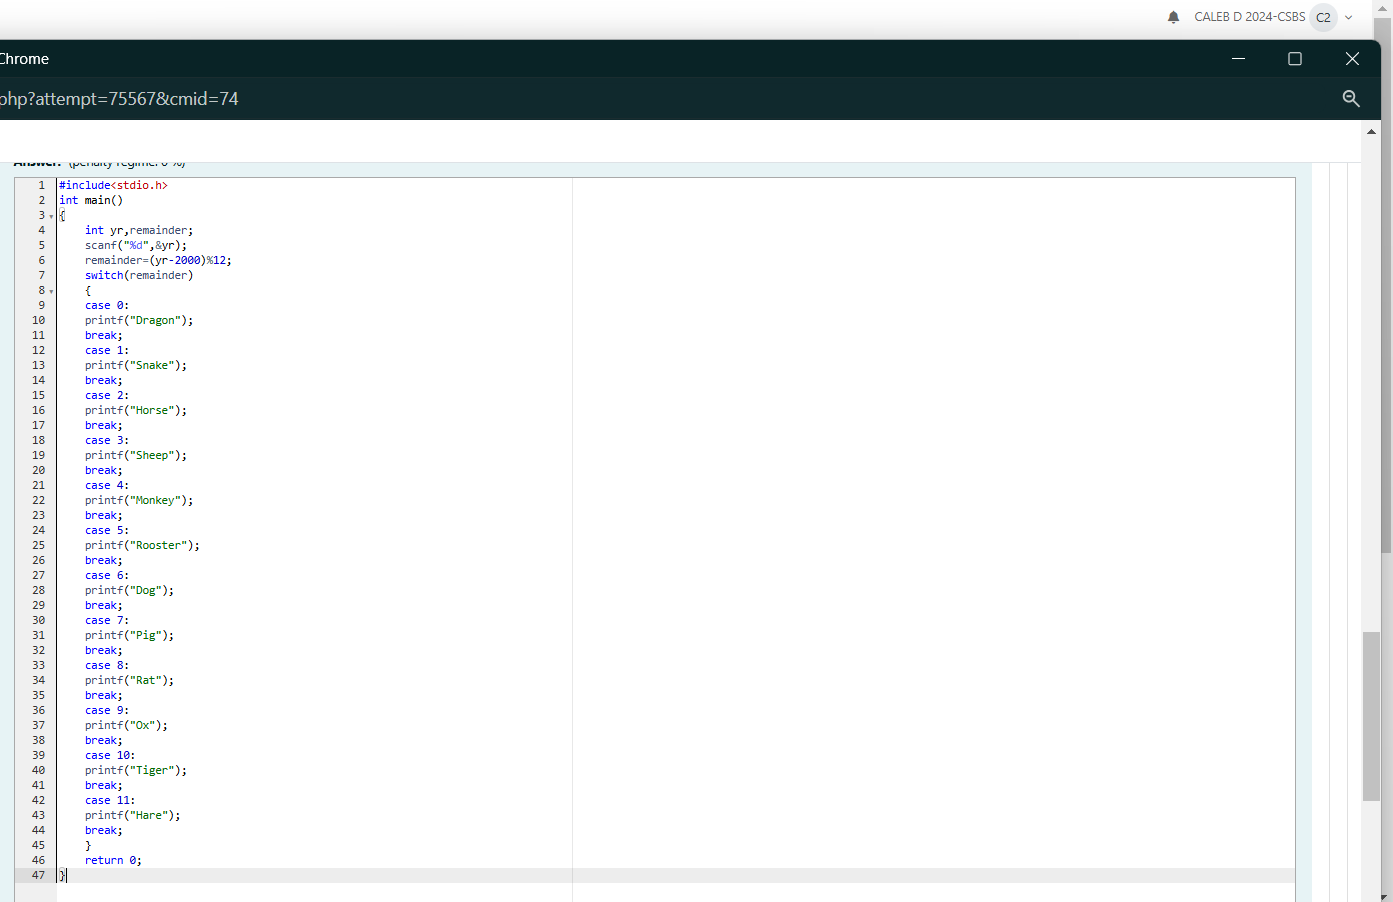 CALEB D 2024-CSBS C2
Chrome
php?attempt=75567&cmid=74
Answer: (penalty regime: 0 %)
1 #include<stdio.h>
2 int main()
3 {
4 int yr,remainder;
5 scanf("%d",&yr);
6 remainder=(yr-2000)%12;
7 switch(remainder)
8 {
9 case 0:
10 printf("Dragon");
11 break;
12 case 1:
13 printf("Snake");
14 break;
15 case 2:
16 printf("Horse");
17 break;
18 case 3:
19 printf("Sheep");
20 break;
21 case 4:
22 printf("Monkey");
23 break;
24 case 5:
25 printf("Rooster");
26 break;
27 case 6:
28 printf("Dog");
29 break;
30 case 7:
31 printf("Pig");
32 break;
33 case 8:
34 printf("Rat");
35 break;
36 case 9:
37 printf("Ox");
38 break;
39 case 10:
40 printf("Tiger");
41 break;
42 case 11:
43 printf("Hare");
44 break;
45 }
46 return 0;
47 }